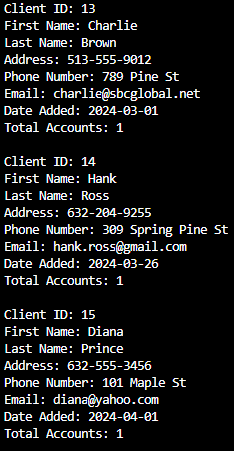 Client ID: 13
First Name: Charlie
Last Name: Brown
Address: 513-555-9012
Phone Number: 789 Pine St
Email: charlie@sbcglobal.net
Date Added: 2024-03-01
Total Accounts: 1

Client ID: 14
First Name: Hank
Last Name: Ross
Address: 632-204-9255
Phone Number: 309 Spring Pine St
Email: hank.ross@gmail.com
Date Added: 2024-03-26
Total Accounts: 1

Client ID: 15
First Name: Diana
Last Name: Prince
Address: 632-555-3456
Phone Number: 101 Maple St
Email: diana@yahoo.com
Date Added: 2024-04-01
Total Accounts: 1